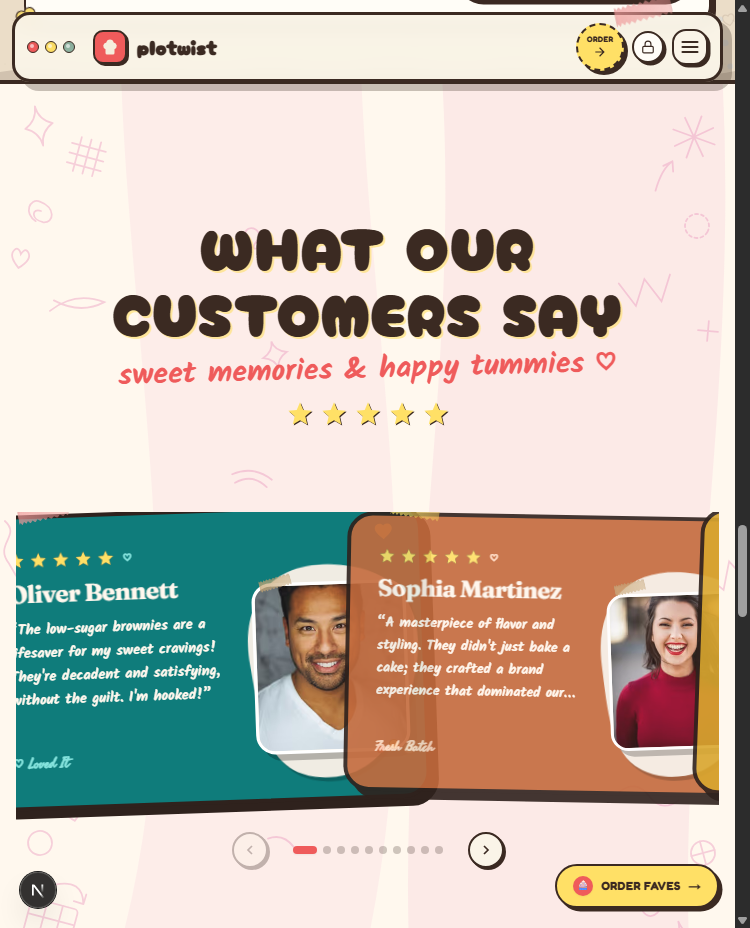 plotwist
ORDER
→
WHAT OUR
CUSTOMERS SAY
sweet memories & happy tummies ♡
Oliver Bennett
"The low-sugar brownies are a
lifesaver for my sweet cravings!
They're decadent and satisfying,
without the guilt. I'm hooked!"
♡ Loved It
Sophia Martinez
"A masterpiece of flavor and
styling. They didn't just bake a
cake; they crafted a brand
experience that dominated our...
Fresh Batch
N
ORDER FAVES →